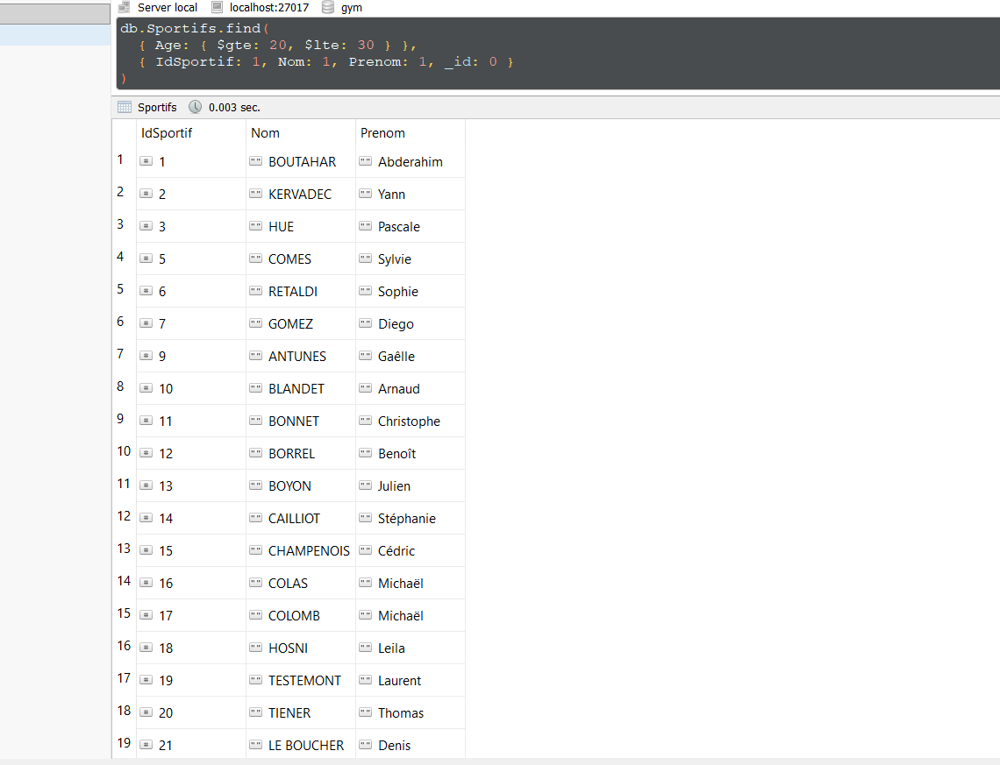 Server local localhost:27017 gym
db.Sportifs.find(
{ Age: { $gte: 20, $lte: 30 } },
{ IdSportif: 1, Nom: 1, Prenom: 1, _id: 0 }
)
Sportifs 0.003 sec.
IdSportif Nom Prenom
1 # 1 "" BOUTAHAR "" Abderahim
2 # 2 "" KERVADEC "" Yann
3 # 3 "" HUE "" Pascale
4 # 5 "" COMES "" Sylvie
5 # 6 "" RETALDI "" Sophie
6 # 7 "" GOMEZ "" Diego
7 # 9 "" ANTUNES "" Gaêlle
8 # 10 "" BLANDET "" Arnaud
9 # 11 "" BONNET "" Christophe
10 # 12 "" BORREL "" Benoît
11 # 13 "" BOYON "" Julien
12 # 14 "" CAILLIOT "" Stéphanie
13 # 15 "" CHAMPENOIS "" Cédric
14 # 16 "" COLAS "" Michaël
15 # 17 "" COLOMB "" Michaël
16 # 18 "" HOSNI "" Leila
17 # 19 "" TESTEMONT "" Laurent
18 # 20 "" TIENER "" Thomas
19 # 21 "" LE BOUCHER "" Denis